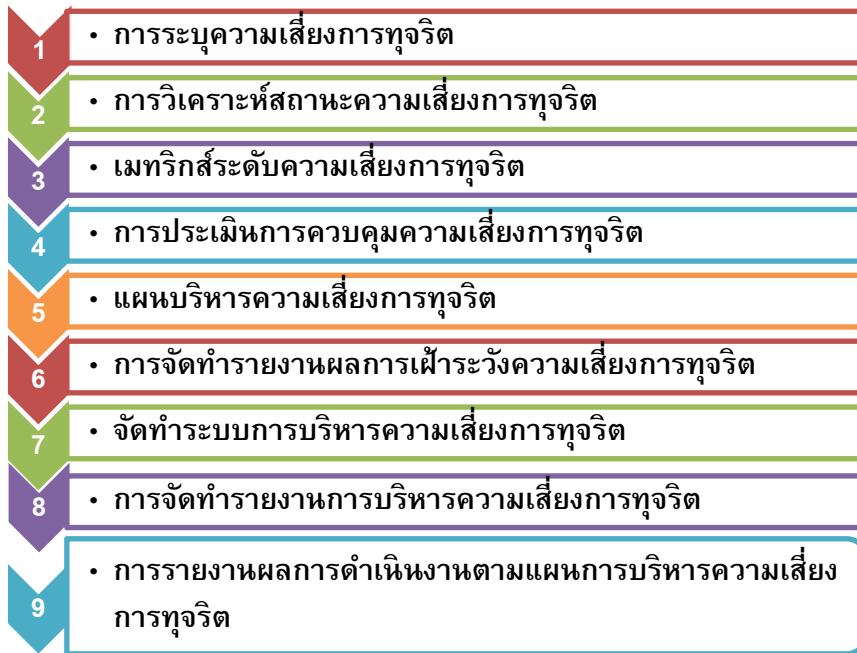 1 • การระบุความเสี่ยงการทุจริต
2 • การวิเคราะห์สถานะความเสี่ยงการทุจริต
3 • เมทริกส์ระดับความเสี่ยงการทุจริต
4 • การประเมินการควบคุมความเสี่ยงการทุจริต
5 • แผนบริหารความเสี่ยงการทุจริต
6 • การจัดทำรายงานผลการเฝ้าระวังความเสี่ยงการทุจริต
7 • จัดทำระบบการบริหารความเสี่ยงการทุจริต
8 • การจัดทำรายงานการบริหารความเสี่ยงการทุจริต
9 • การรายงานผลการดำเนินงานตามแผนการบริหารความเสี่ยง
การทุจริต